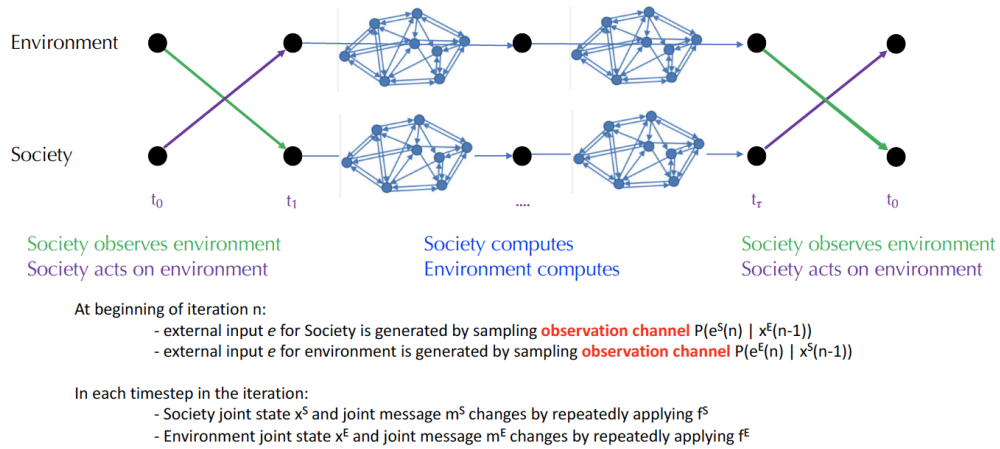 Environment
Society
t₀ t₁ .... t_τ t₀
Society observes environment Society computes Society observes environment
Society acts on environment Environment computes Society acts on environment
At beginning of iteration n:
- external input e for Society is generated by sampling observation channel P(eˢ(n) | xᴱ(n-1))
- external input e for environment is generated by sampling observation channel P(eᴱ(n) | xˢ(n-1))
In each timestep in the iteration:
- Society joint state xˢ and joint message mˢ changes by repeatedly applying fˢ
- Environment joint state xᴱ and joint message mᴱ changes by repeatedly applying fᴱ